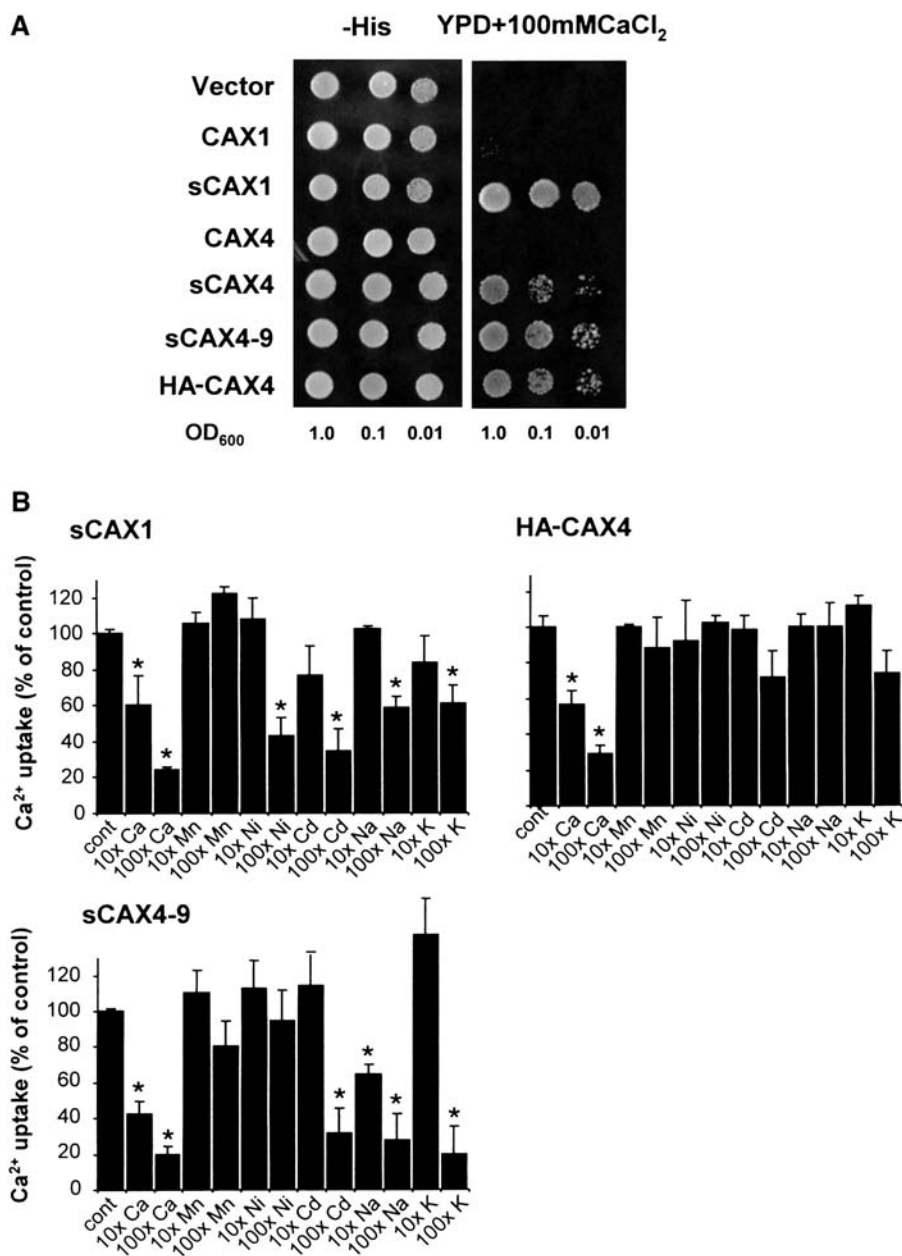 A
-His YPD+100mMCaCl2
Vector
CAX1
sCAX1
CAX4
sCAX4
sCAX4-9
HA-CAX4
OD600 1.0 0.1 0.01 1.0 0.1 0.01
B
sCAX1
Ca2+ uptake (% of control)
120
100
80
60
40
20
0
* * * * * *
cont 10x Ca 100x Ca 10x Mn 100x Mn 10x Ni 100x Ni 10x Cd 100x Cd 10x Na 100x Na 10x K 100x K
HA-CAX4
* *
cont 10x Ca 100x Ca 10x Mn 100x Mn 10x Ni 100x Ni 10x Cd 100x Cd 10x Na 100x Na 10x K 100x K
sCAX4-9
Ca2+ uptake (% of control)
120
100
80
60
40
20
0
* * * * * *
cont 10x Ca 100x Ca 10x Mn 100x Mn 10x Ni 100x Ni 10x Cd 100x Cd 10x Na 100x Na 10x K 100x K